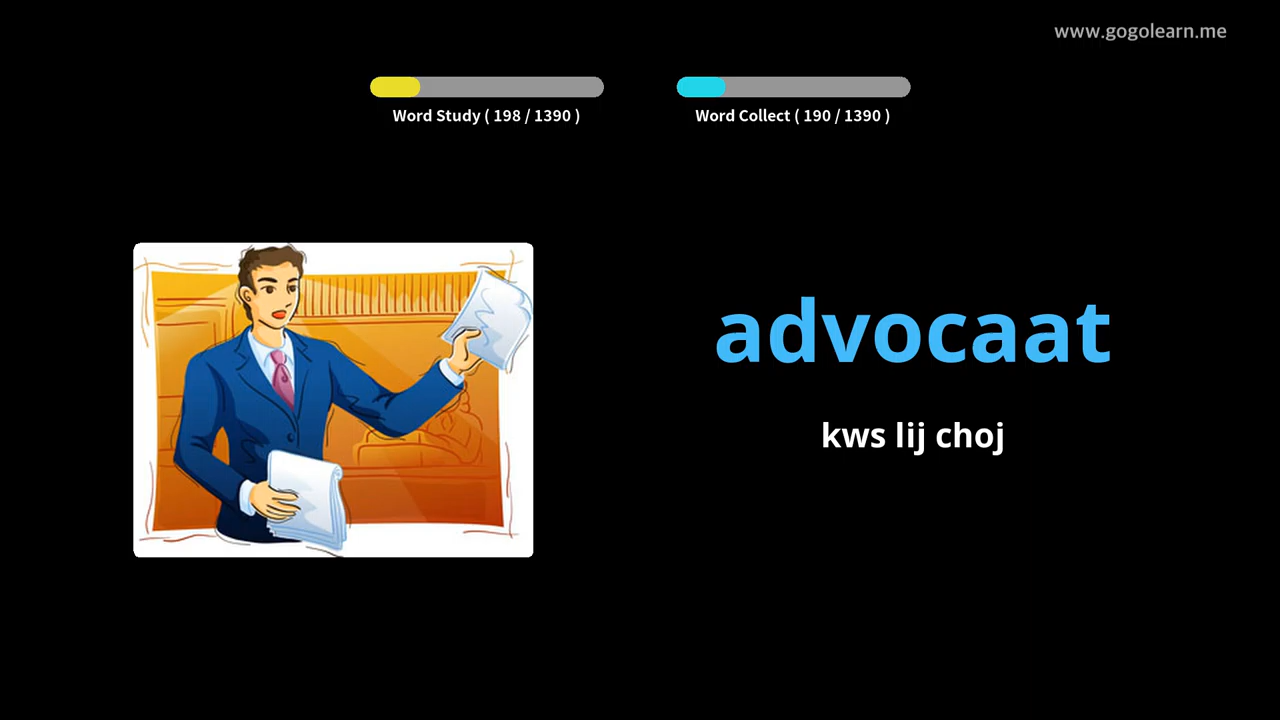 www.gogolearn.me
Word Study ( 198 / 1390 )
Word Collect ( 190 / 1390 )
advocaat
kws lij choj